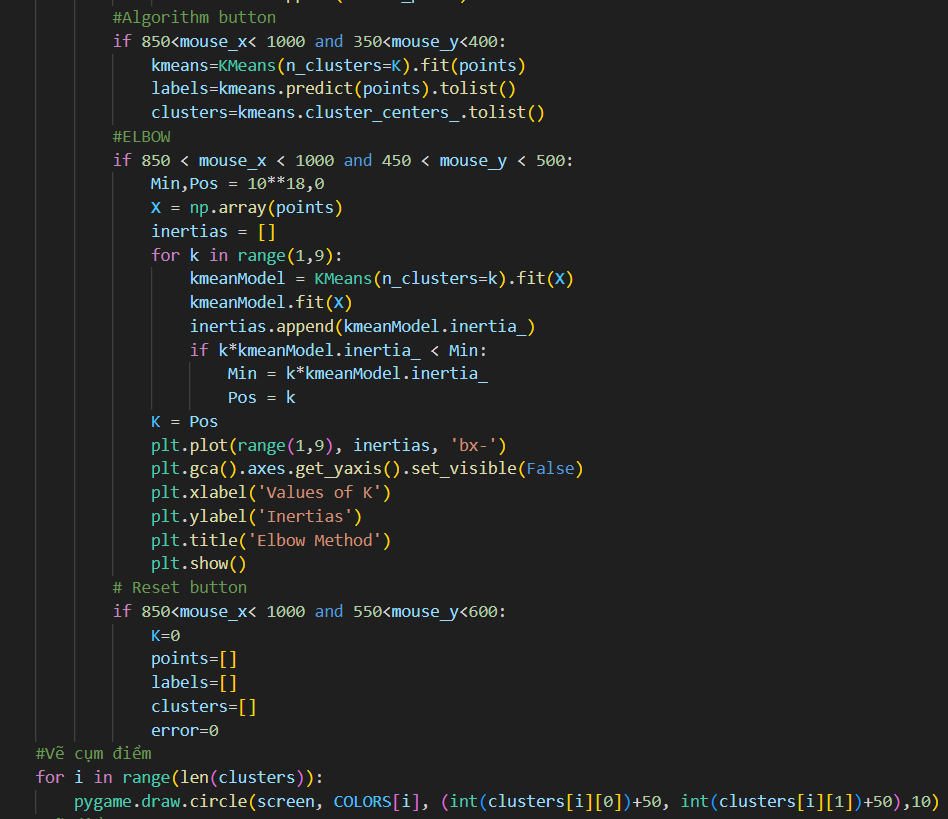 #Algorithm button
if 850<mouse_x< 1000 and 350<mouse_y<400:
kmeans=KMeans(n_clusters=K).fit(points)
labels=kmeans.predict(points).tolist()
clusters=kmeans.cluster_centers_.tolist()
#ELBOW
if 850 < mouse_x < 1000 and 450 < mouse_y < 500:
Min,Pos = 10**18,0
X = np.array(points)
inertias = []
for k in range(1,9):
kmeanModel = KMeans(n_clusters=k).fit(X)
kmeanModel.fit(X)
inertias.append(kmeanModel.inertia_)
if k*kmeanModel.inertia_ < Min:
Min = k*kmeanModel.inertia_
Pos = k
K = Pos
plt.plot(range(1,9), inertias, 'bx-')
plt.gca().axes.get_yaxis().set_visible(False)
plt.xlabel('Values of K')
plt.ylabel('Inertias')
plt.title('Elbow Method')
plt.show()
# Reset button
if 850<mouse_x< 1000 and 550<mouse_y<600:
K=0
points=[]
labels=[]
clusters=[]
error=0
#Vẽ cụm điểm
for i in range(len(clusters)):
pygame.draw.circle(screen, COLORS[i], (int(clusters[i][0])+50, int(clusters[i][1])+50),10)